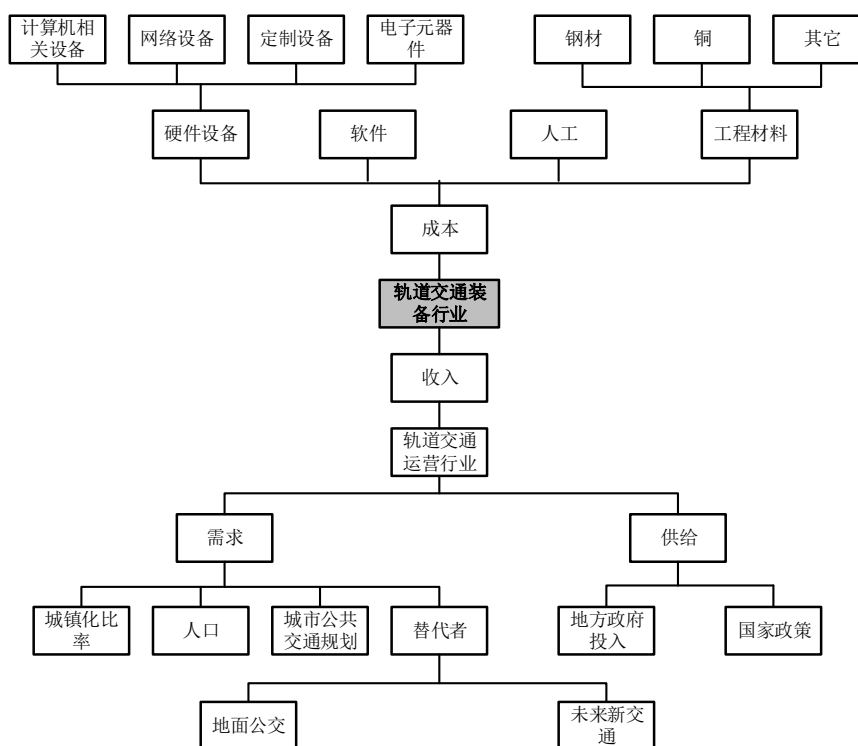 计算机相
关设备
网络设备
定制设备
电子元器
件
钢材
铜
其它
硬件设备
软件
人工
工程材料
成本
轨道交通装
备行业
收入
轨道交通
运营行业
需求
供给
城镇化比
率
人口
城市公共
交通规划
替代者
地方政府
投入
国家政策
地面公交
未来新交
通